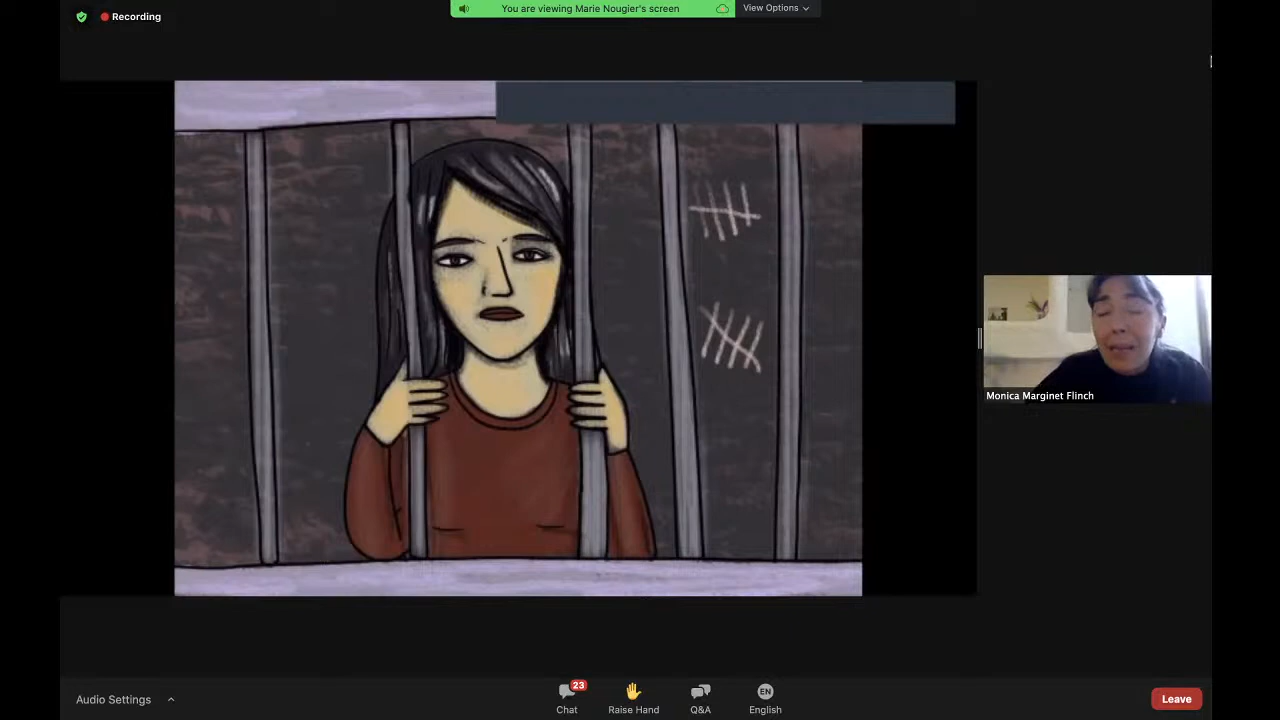 Recording
You are viewing Marie Nougier's screen
View Options
Monica Marginet Flinch
Audio Settings
23
Chat
Raise Hand
Q&A
EN
English
Leave